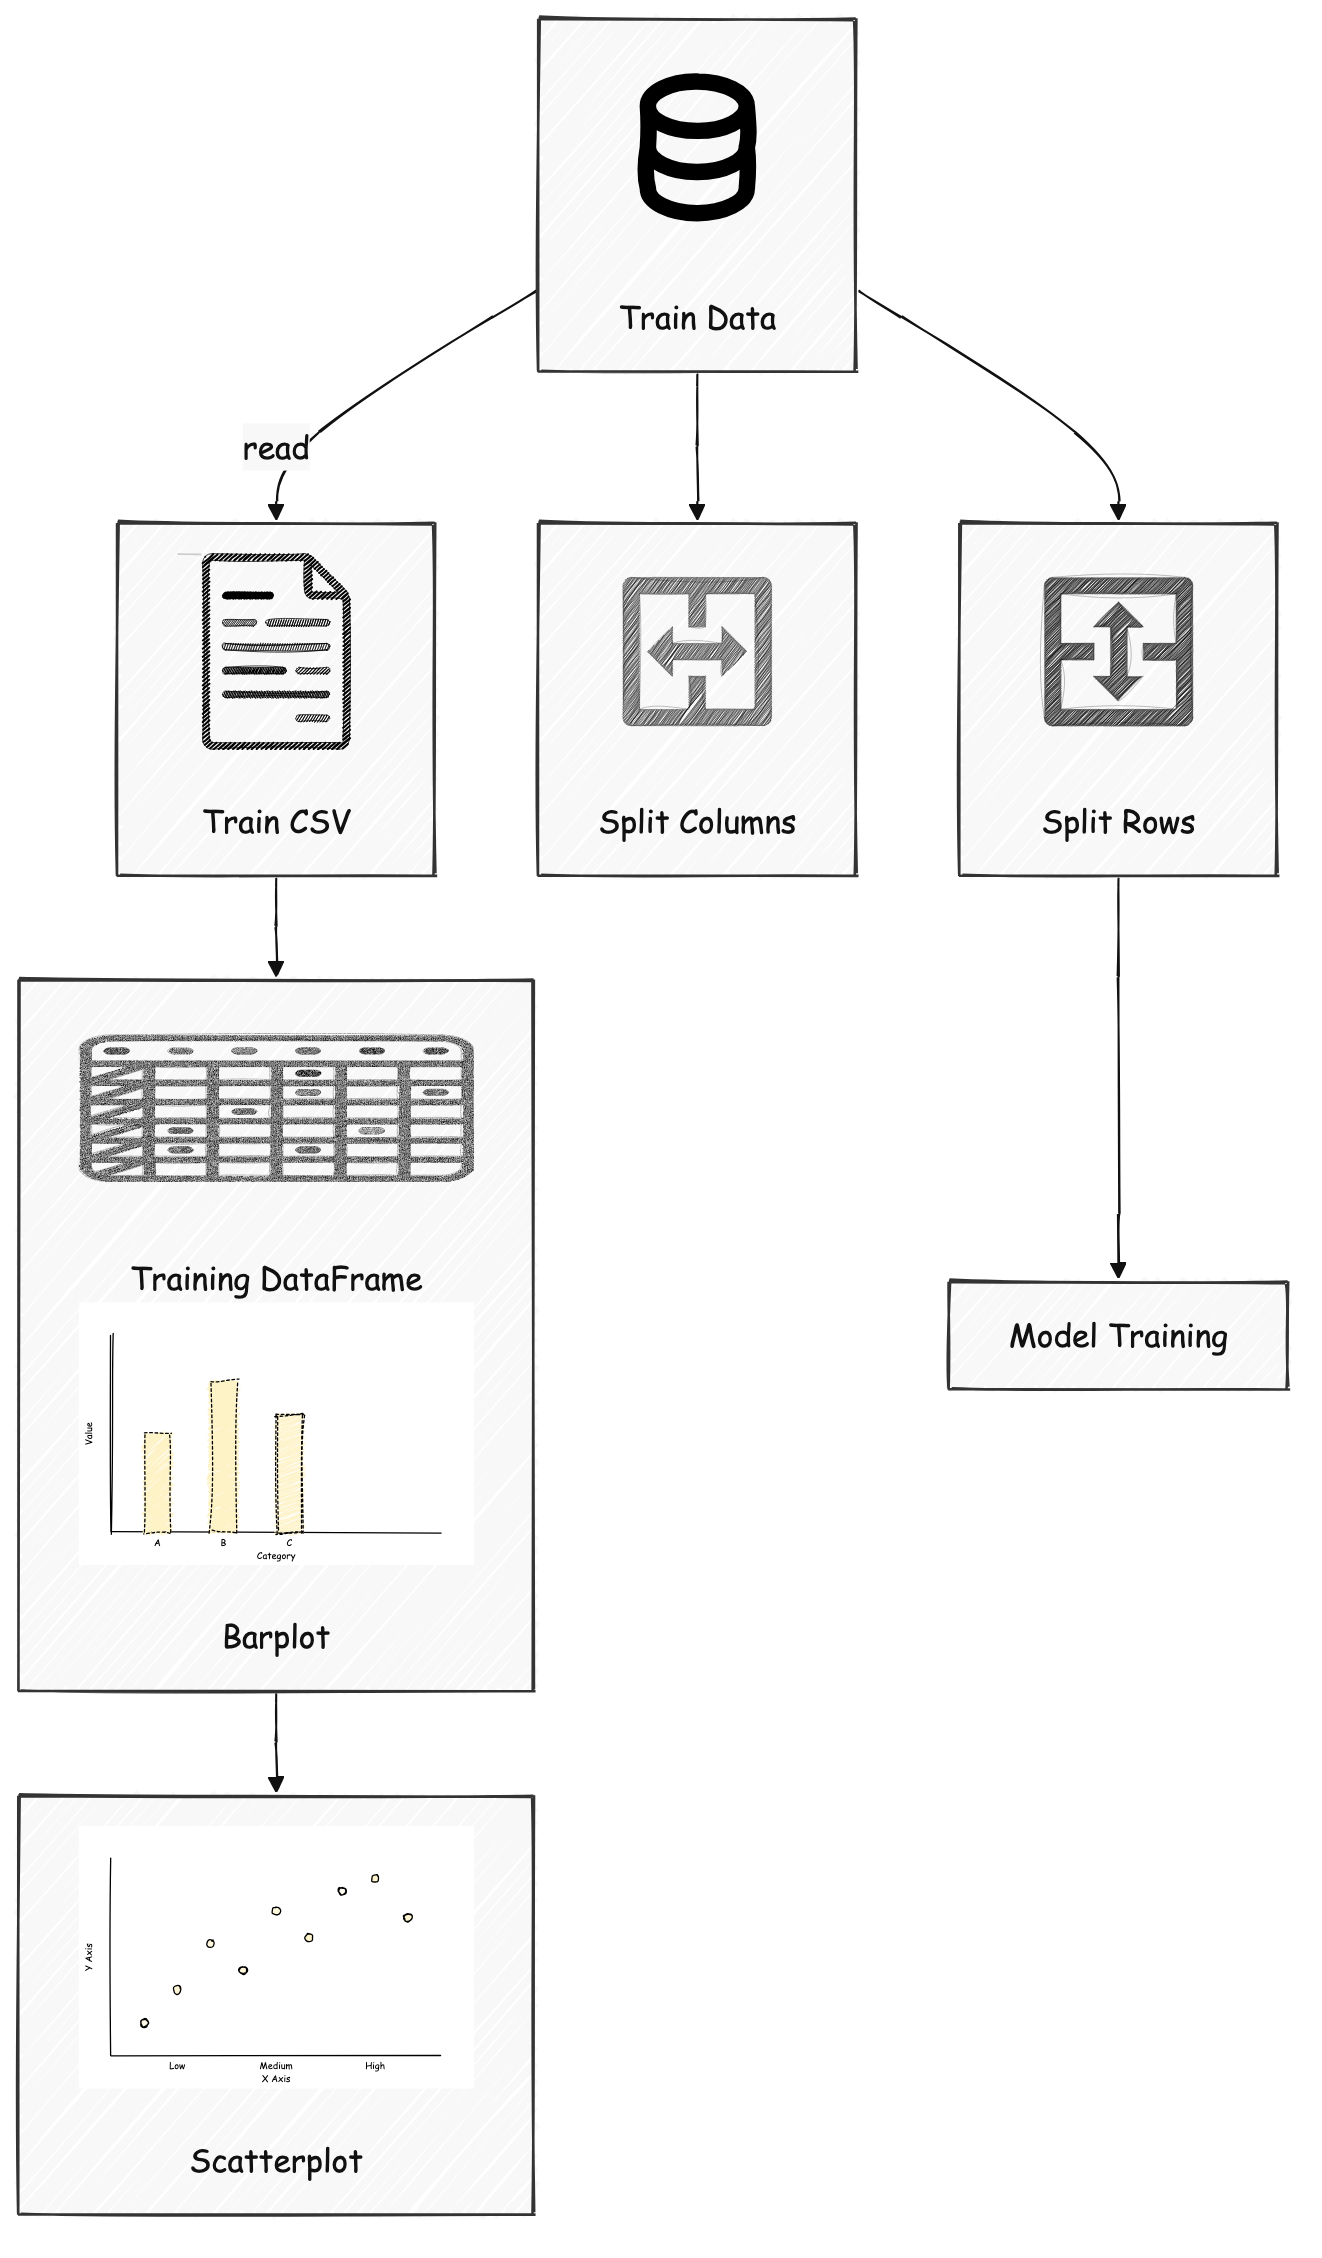 Train Data
read
Train CSV
Split Columns
Split Rows
Training DataFrame
Value
A B C
Category
Barplot
Model Training
Y Axis
Low Medium High
X Axis
Scatterplot